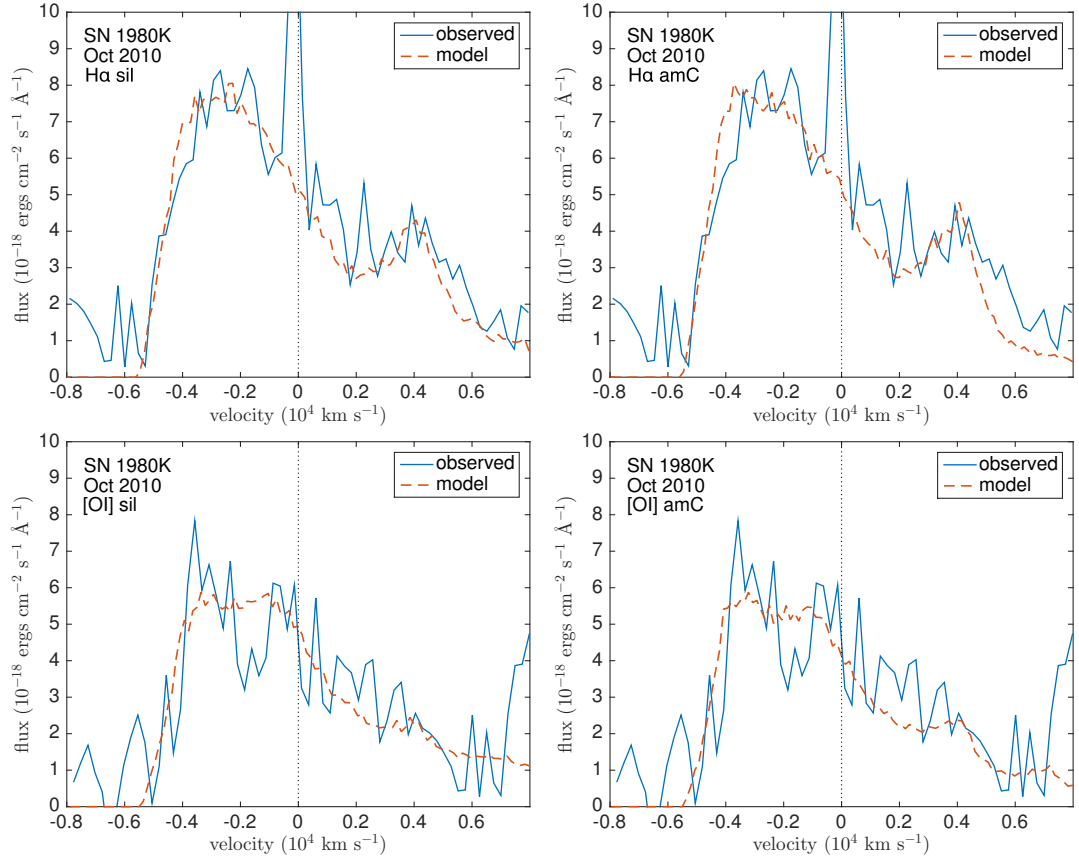 SN 1980K
Oct 2010
Hα sil
observed
model
flux (10⁻¹⁸ ergs cm⁻² s⁻¹ Å⁻¹)
10
9
8
7
6
5
4
3
2
1
0
-0.8 -0.6 -0.4 -0.2 0 0.2 0.4 0.6
velocity (10⁴ km s⁻¹)
SN 1980K
Oct 2010
Hα amC
observed
model
flux (10⁻¹⁸ ergs cm⁻² s⁻¹ Å⁻¹)
10
9
8
7
6
5
4
3
2
1
0
-0.8 -0.6 -0.4 -0.2 0 0.2 0.4 0.6
velocity (10⁴ km s⁻¹)
SN 1980K
Oct 2010
[OI] sil
observed
model
flux (10⁻¹⁸ ergs cm⁻² s⁻¹ Å⁻¹)
10
9
8
7
6
5
4
3
2
1
0
-0.8 -0.6 -0.4 -0.2 0 0.2 0.4 0.6 0.8
velocity (10⁴ km s⁻¹)
SN 1980K
Oct 2010
[OI] amC
observed
model
flux (10⁻¹⁸ ergs cm⁻² s⁻¹ Å⁻¹)
10
9
8
7
6
5
4
3
2
1
0
-0.8 -0.6 -0.4 -0.2 0 0.2 0.4 0.6 0.8
velocity (10⁴ km s⁻¹)